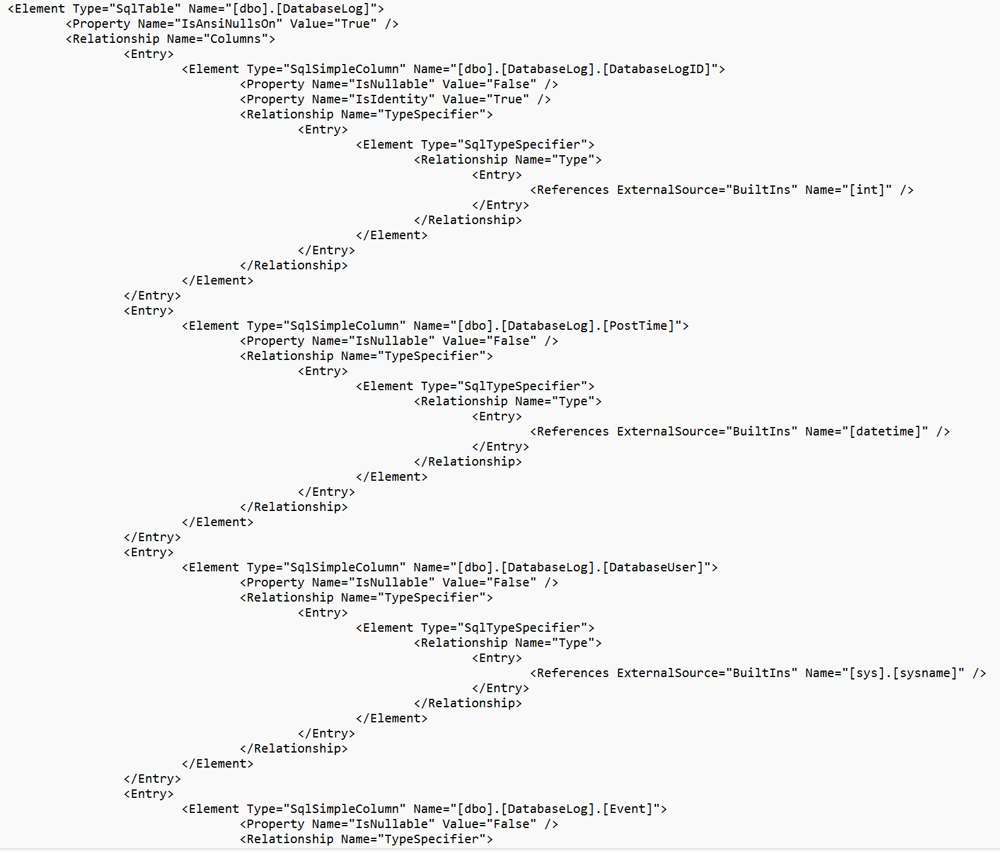 <Element Type="SqlTable" Name="[dbo].[DatabaseLog]">
<Property Name="IsAnsiNullsOn" Value="True" />
<Relationship Name="Columns">
<Entry>
<Element Type="SqlSimpleColumn" Name="[dbo].[DatabaseLog].[DatabaseLogID]">
<Property Name="IsNullable" Value="False" />
<Property Name="IsIdentity" Value="True" />
<Relationship Name="TypeSpecifier">
<Entry>
<Element Type="SqlTypeSpecifier">
<Relationship Name="Type">
<Entry>
<References ExternalSource="BuiltIns" Name="[int]" />
</Entry>
</Relationship>
</Element>
</Entry>
</Relationship>
</Element>
</Entry>
<Entry>
<Element Type="SqlSimpleColumn" Name="[dbo].[DatabaseLog].[PostTime]">
<Property Name="IsNullable" Value="False" />
<Relationship Name="TypeSpecifier">
<Entry>
<Element Type="SqlTypeSpecifier">
<Relationship Name="Type">
<Entry>
<References ExternalSource="BuiltIns" Name="[datetime]" />
</Entry>
</Relationship>
</Element>
</Entry>
</Relationship>
</Element>
</Entry>
<Entry>
<Element Type="SqlSimpleColumn" Name="[dbo].[DatabaseLog].[DatabaseUser]">
<Property Name="IsNullable" Value="False" />
<Relationship Name="TypeSpecifier">
<Entry>
<Element Type="SqlTypeSpecifier">
<Relationship Name="Type">
<Entry>
<References ExternalSource="BuiltIns" Name="[sys].[sysname]" />
</Entry>
</Relationship>
</Element>
</Entry>
</Relationship>
</Element>
</Entry>
<Entry>
<Element Type="SqlSimpleColumn" Name="[dbo].[DatabaseLog].[Event]">
<Property Name="IsNullable" Value="False" />
<Relationship Name="TypeSpecifier">